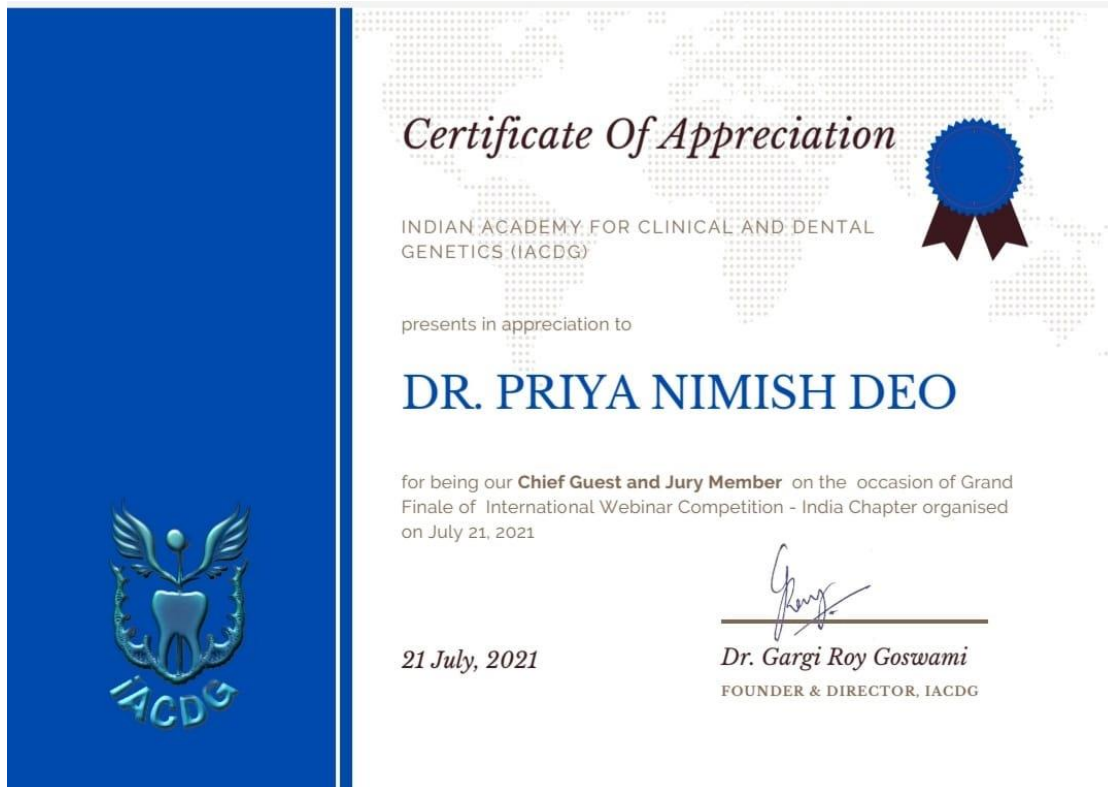 Certificate Of Appreciation
INDIAN ACADEMY FOR CLINICAL AND DENTAL
GENETICS (IACDG)
presents in appreciation to
DR. PRIYA NIMISH DEO
for being our Chief Guest and Jury Member on the occasion of Grand
Finale of International Webinar Competition - India Chapter organised
on July 21, 2021
21 July, 2021
Dr. Gargi Roy Goswami
FOUNDER & DIRECTOR, IACDG
IACDG